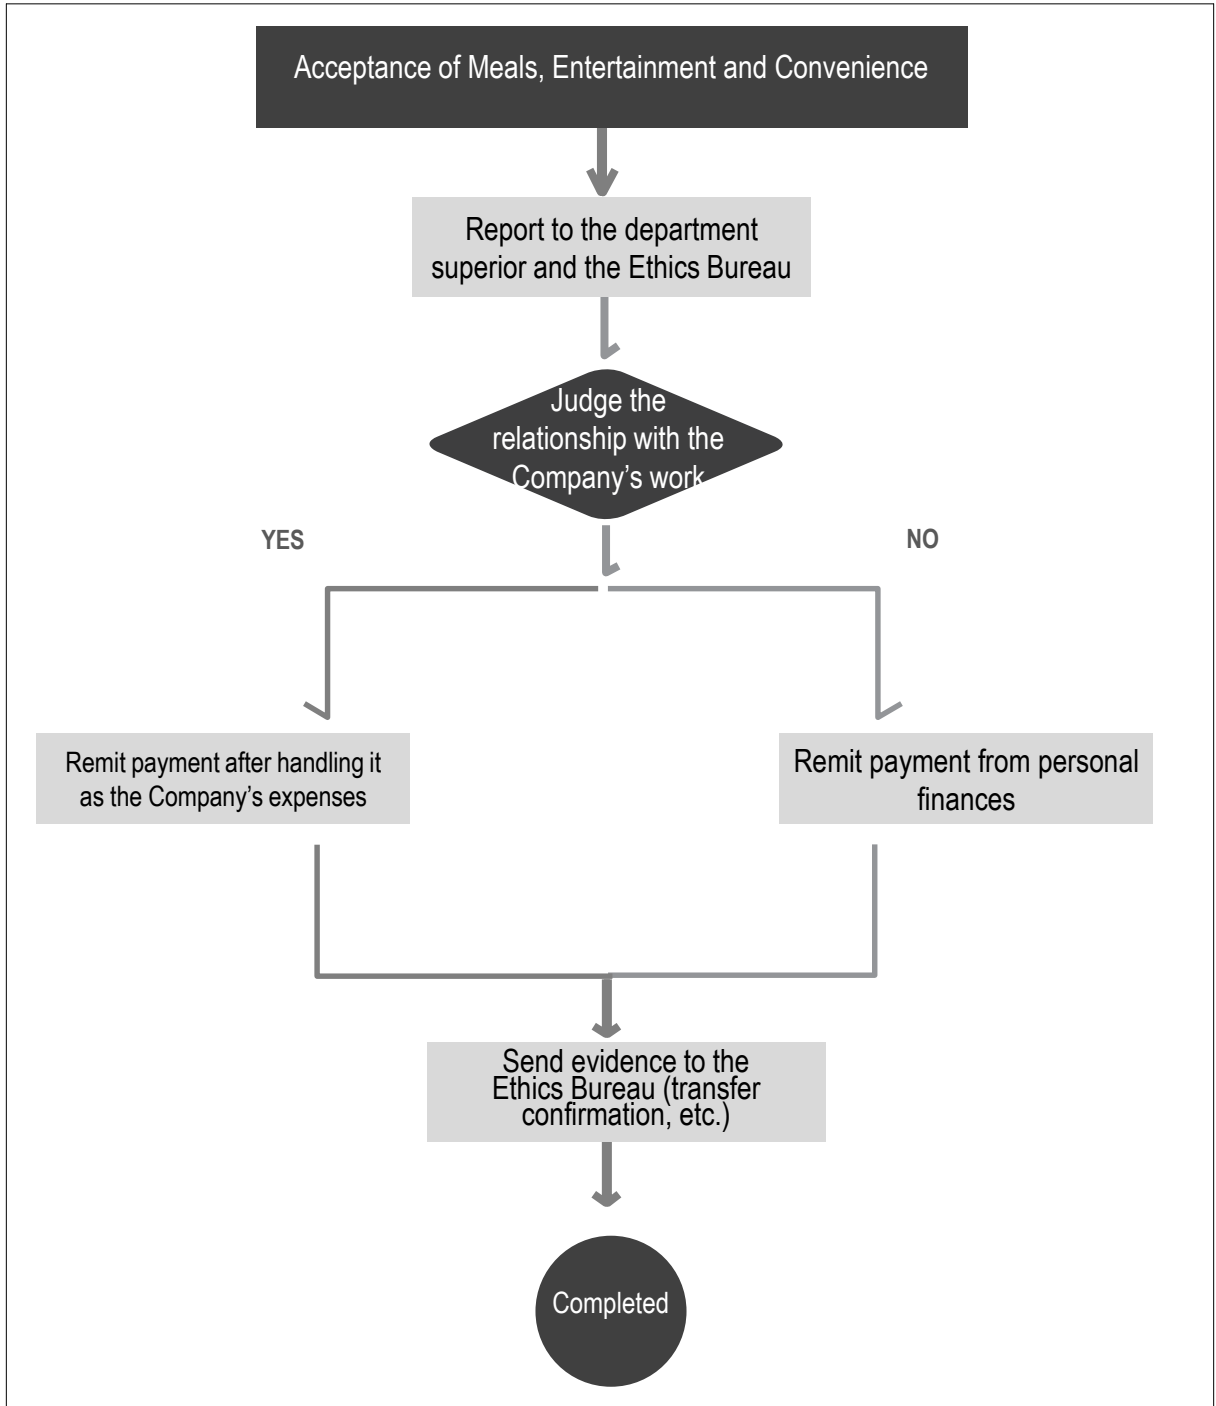 Acceptance of Meals, Entertainment and Convenience
Report to the department
superior and the Ethics Bureau
Judge the
relationship with the
Company’s work
YES
NO
Remit payment after handling it
as the Company’s expenses
Remit payment from personal
finances
Send evidence to the
Ethics Bureau (transfer
confirmation, etc.)
Completed